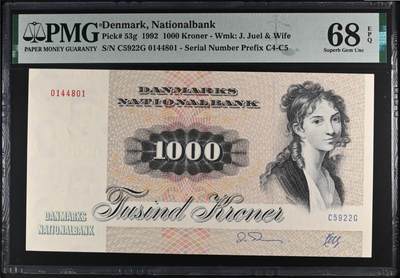 PMG
PAPER MONEY GUARANTY
Denmark, Nationalbank
Pick# 53g 1992 1000 Kroner - Wmk: J. Juel & Wife
S/N C5922G 0144801 - Serial Number Prefix C4-C5
68 EPQ
Superb Gem Unc
0144801
DANMARKS
NATIONALBANK
1000
Tusind Kroner
DANMARKS
NATIONALBANK
C5922G